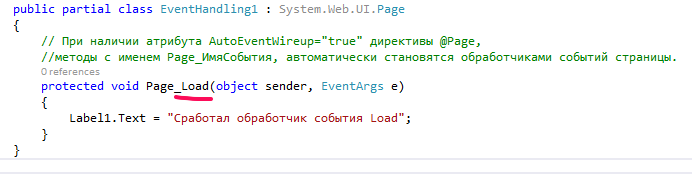 public partial class EventHandling1 : System.Web.UI.Page
{
// При наличии атрибута AutoEventWireup="true" директивы @Page,
//методы с именем Page_ИмяСобытия, автоматически становятся обработчиками событий страницы.
0 references
protected void Page_Load(object sender, EventArgs e)
{
Label1.Text = "Сработал обработчик события Load";
}
}